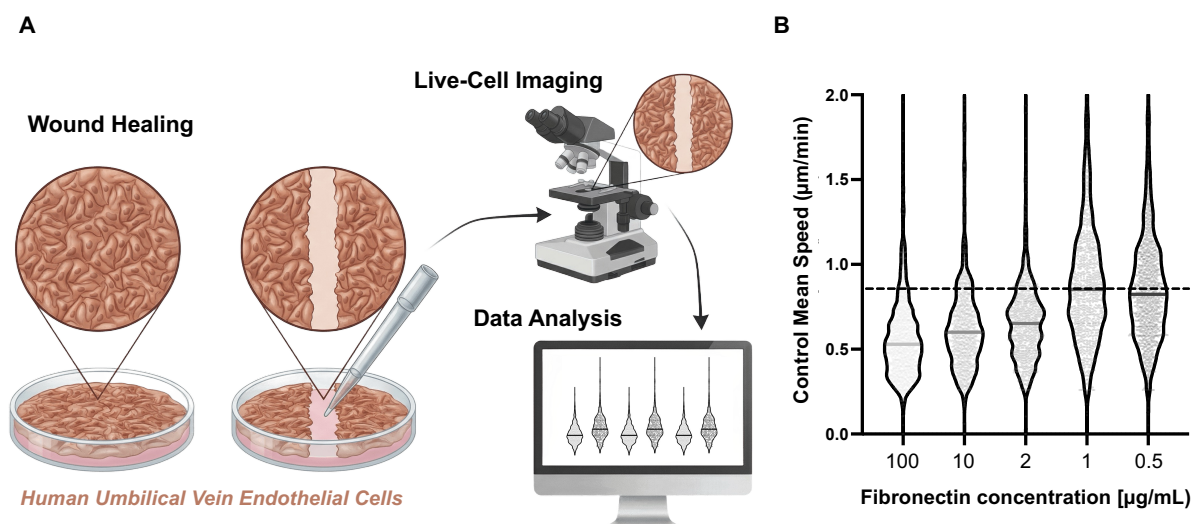 A
Wound Healing
Live-Cell Imaging
Data Analysis
Human Umbilical Vein Endothelial Cells
B
Control Mean Speed (μm/min)
2.0
1.5
1.0
0.5
0.0
100 10 2 1 0.5
Fibronectin concentration [μg/mL]